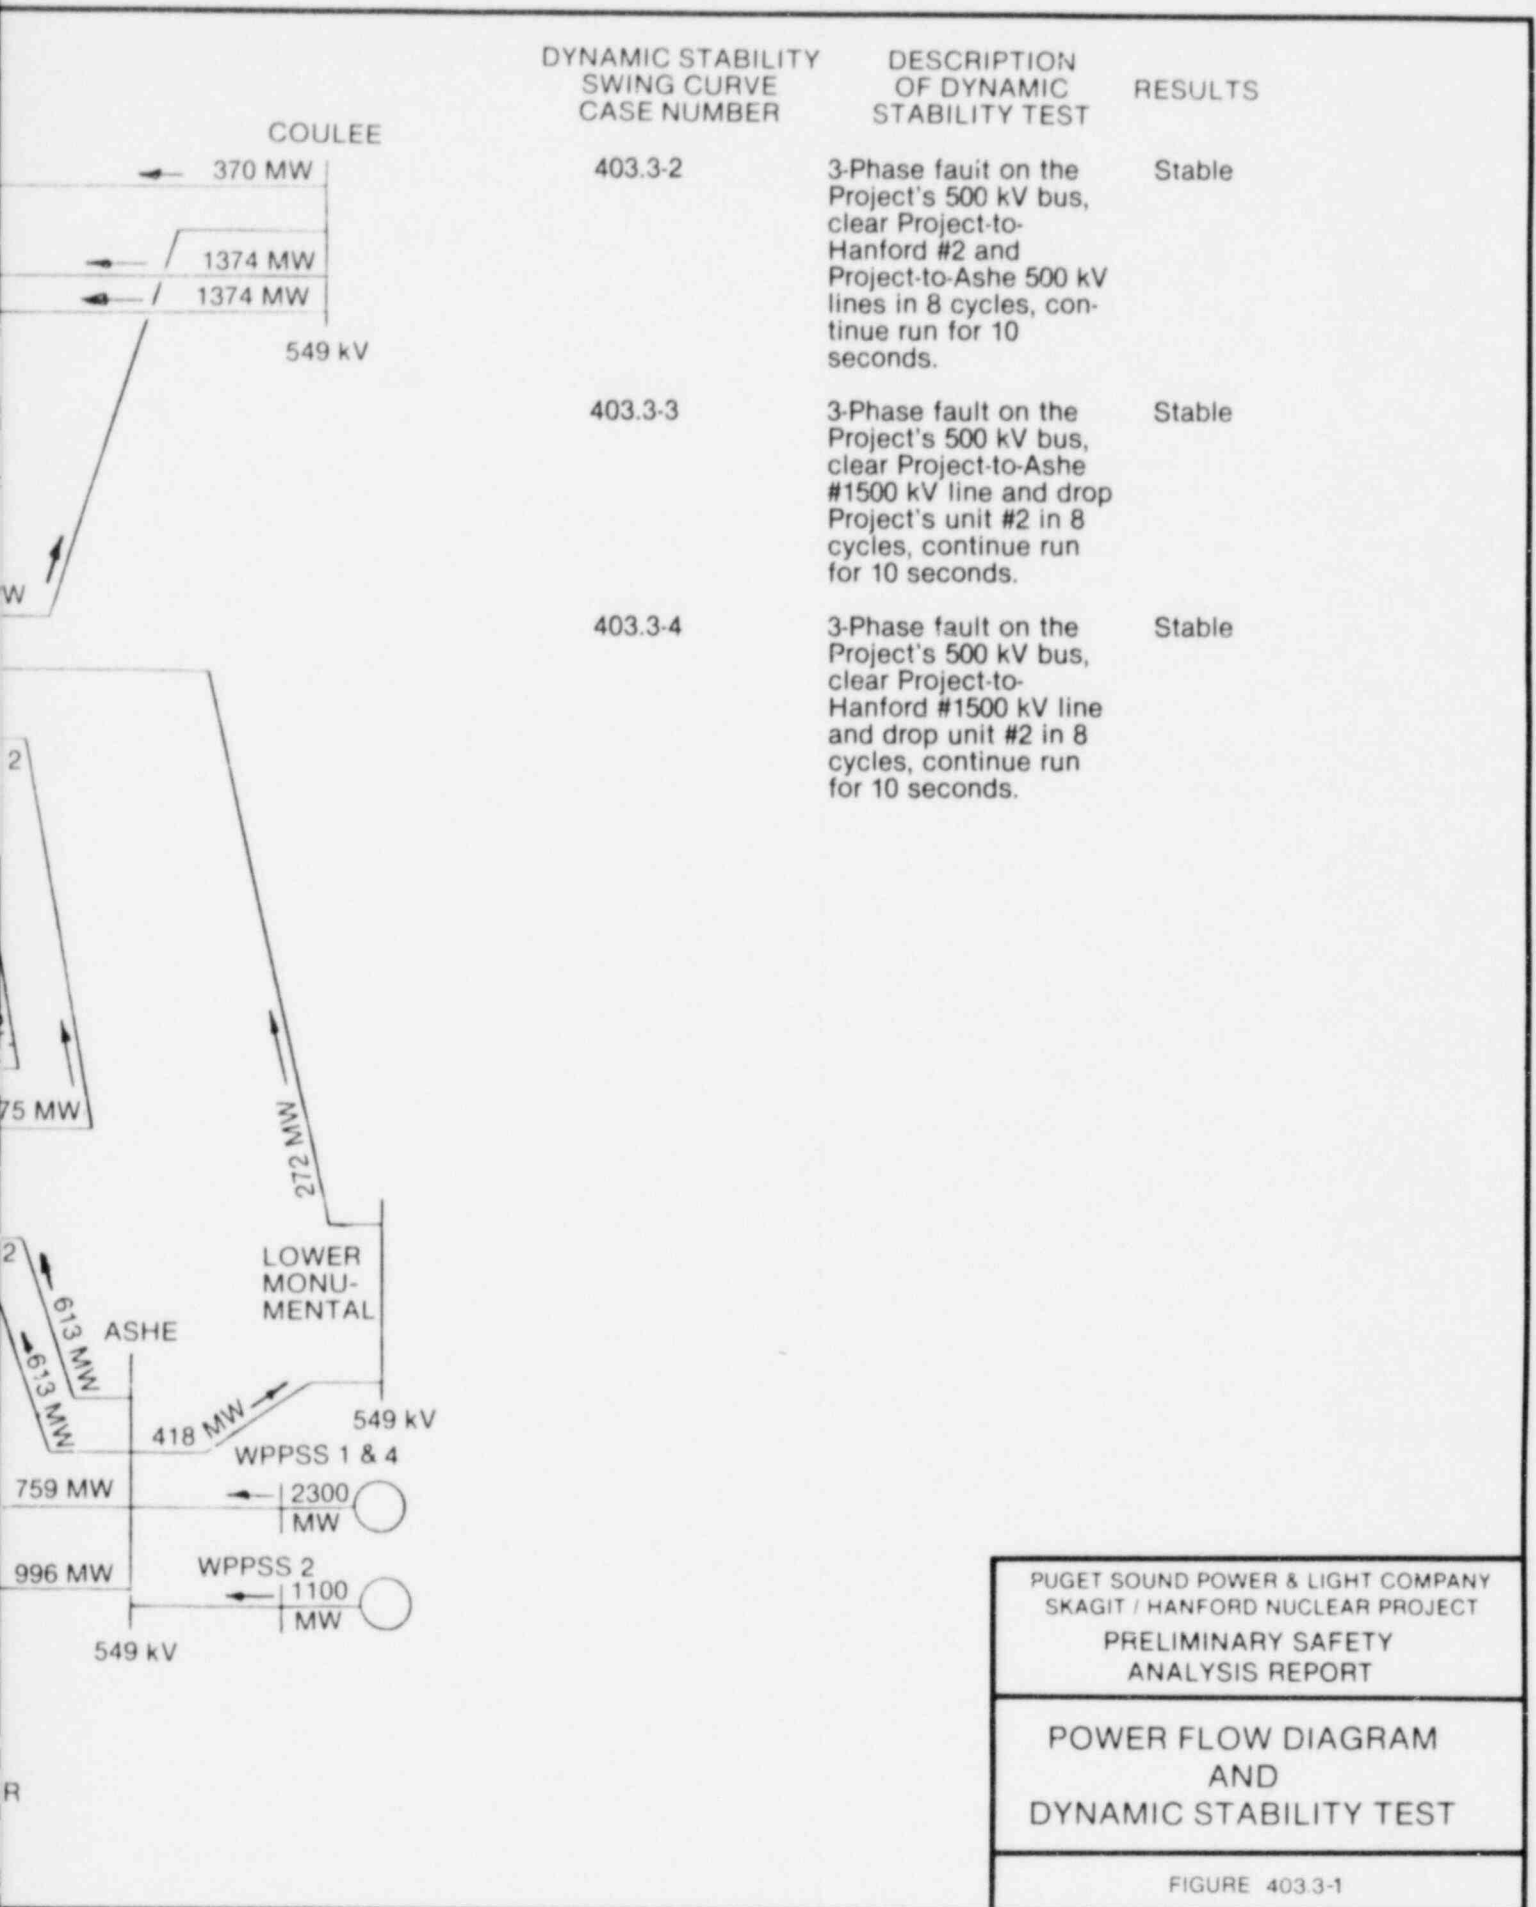 DYNAMIC STABILITY
SWING CURVE
CASE NUMBER
DESCRIPTION
OF DYNAMIC
STABILITY TEST
RESULTS
403.3-2
3-Phase fauit on the
Project's 500 kV bus,
clear Project-to-
Hanford #2 and
Project-to-Ashe 500 kV
lines in 8 cycles, con-
tinue run for 10
seconds.
Stable
403.3-3
3-Phase fault on the
Project's 500 kV bus,
clear Project-to-Ashe
#1500 kV line and drop
Project's unit #2 in 8
cycles, continue run
for 10 seconds.
Stable
403.3-4
3-Phase fault on the
Project's 500 kV bus,
clear Project-to-
Hanford #1500 kV line
and drop unit #2 in 8
cycles, continue run
for 10 seconds.
Stable
COULEE
370 MW
1374 MW
1374 MW
549 kV
W
2
75 MW
272 MW
LOWER
MONU-
MENTAL
2
613 MW
613 MW
ASHE
418 MW
549 kV
WPPSS 1 & 4
759 MW
2300
MW
WPPSS 2
996 MW
1100
MW
549 kV
R
PUGET SOUND POWER & LIGHT COMPANY
SKAGIT / HANFORD NUCLEAR PROJECT
PRELIMINARY SAFETY
ANALYSIS REPORT
POWER FLOW DIAGRAM
AND
DYNAMIC STABILITY TEST
FIGURE 403.3-1